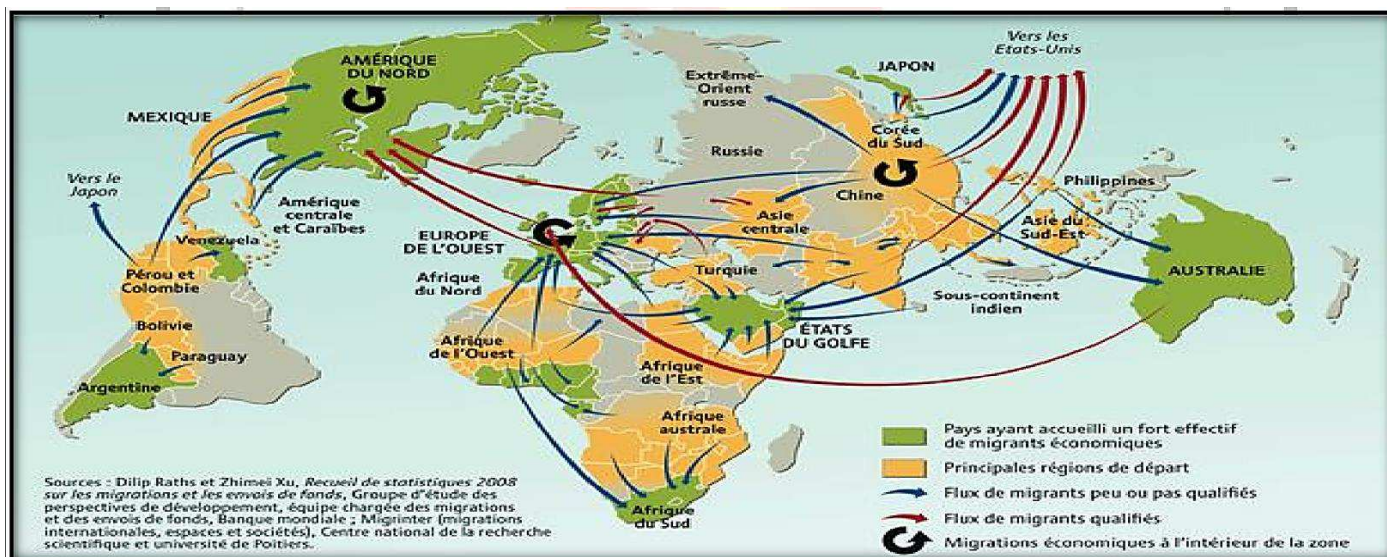 AMÉRIQUE
DU NORD
MEXIQUE
Vers le
Japon
Amérique
centrale
et Caraïbes
Venezuela
Pérou et
Colombie
Bolivie
Paraguay
Argentine
EUROPE
DE L'OUEST
Afrique
du Nord
Afrique
de l'Ouest
Afrique
de l'Est
Afrique
australe
Afrique
du Sud
Extrême-
Orient
russe
Russie
Asie
centrale
Turquie
ÉTATS
DU GOLFE
JAPON
Corée
du Sud
Chine
Vers les
Etats-Unis
Philippines
Asie du
Sud-Est
Sous-continent
indien
AUSTRALIE
Pays ayant accueilli un fort effectif
de migrants économiques
Principales régions de départ
Flux de migrants peu ou pas qualifiés
Flux de migrants qualifiés
Migrations économiques à l'intérieur de la zone
Sources : Dilip Raths et Zhimei Xu, Recueil de statistiques 2008
sur les migrations et les envois de fonds, Groupe d'étude des
perspectives de développement, équipe chargée des migrations
et des envois de fonds, Banque mondiale ; Migrinter (migrations
internationales, espaces et sociétés), Centre national de la recherche
scientifique et université de Poitiers.